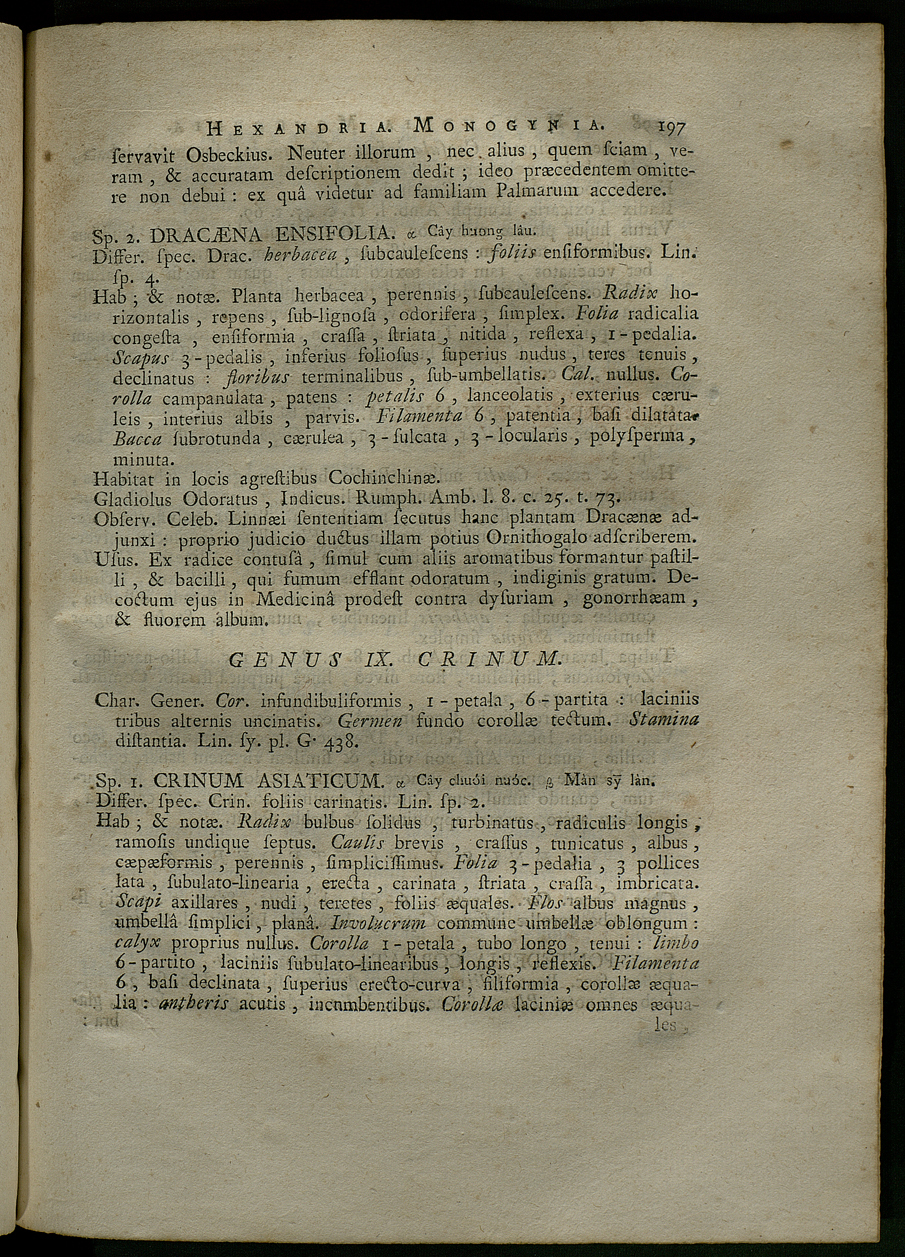 HEXANDRIA. MONOGYNIA. 197
ſervavit Osbeckius. Neuter illorum , nec alius , quem ſciam , ve-
ram , & accuratam deſcriptionem dedit ; ideo præcedentem omitte-
re non debui : ex quâ videtur ad familiam Palmarum accedere.
Sp. 2. DRACÆNA ENSIFOLIA. α Cây huong lâu.
Differ. ſpec. Drac. herbacea , ſubcauleſcens : foliis enſiformibus. Lin.
ſp. 4.
Hab ; & notæ. Planta herbacea , perennis , ſubcauleſcens. Radix ho-
rizontalis , repens , ſub-lignoſa , odorifera , ſimplex. Folia radicalia
congeſta , enſiformia , craſſa , ſtriata , nitida , reflexa , 1-pedalia.
Scapus 3-pedalis , inferius folioſus , ſuperius nudus , teres tenuis ,
declinatus : floribus terminalibus , ſub-umbellatis. Cal. nullus. Co-
rolla campanulata , patens : petalis 6 , lanceolatis , exterius cæru-
leis , interius albis , parvis. Filamenta 6 , patentia , baſi dilatata.
Bacca ſubrotunda , cærulea , 3-ſulcata , 3-locularis , polyſperma ,
minuta.
Habitat in locis agreſtibus Cochinchinæ.
Gladiolus Odoratus , Indicus. Rumph. Amb. l. 8. c. 25. t. 73.
Obſerv. Celeb. Linnæi ſententiam ſecutus hanc plantam Dracænæ ad-
junxi : proprio judicio ductus illam potius Ornithogalo adſcriberem.
Uſus. Ex radice contuſâ , ſimul cum aliis aromatibus formantur paſtil-
li , & bacilli , qui fumum efflant odoratum , indiginis gratum. De-
coctum ejus in Medicinâ prodeſt contra dyſuriam , gonorrhæam ,
& fluorem album.
GENUS IX. CRINUM.
Char. Gener. Cor. infundibuliformis , 1-petala , 6-partita : laciniis
tribus alternis uncinatis. Germen fundo corollæ tectum. Stamina
diſtantia. Lin. ſy. pl. G. 438.
Sp. 1. CRINUM ASIATICUM. α Cây chuói nuóc. β Màn sȳ làn.
Differ. ſpec. Crin. foliis carinatis. Lin. ſp. 2.
Hab ; & notæ. Radix bulbus ſolidus , turbinatus , radiculis longis ,
ramoſis undique ſeptus. Caulis brevis , craſſus , tunicatus , albus ,
cæpæformis , perennis , ſimpliciſſimus. Folia 3-pedalia , 3 pollices
lata , ſubulato-linearia , erecta , carinata , ſtriata , craſſa , imbricata.
Scapi axillares , nudi , teretes , foliis æquales. Flos albus magnus ,
umbellâ ſimplici , planâ. Involucrum commune umbellæ oblongum :
calyx proprius nullus. Corolla 1-petala , tubo longo , tenui : limbo
6-partito , laciniis ſubulato-linearibus , longis , reflexis. Filamenta
6 , baſi declinata , ſuperius erecto-curva , filiformia , corollæ æqua-
lia : antheris acutis , incumbentibus. Corollæ laciniæ omnes æqua-
les ,